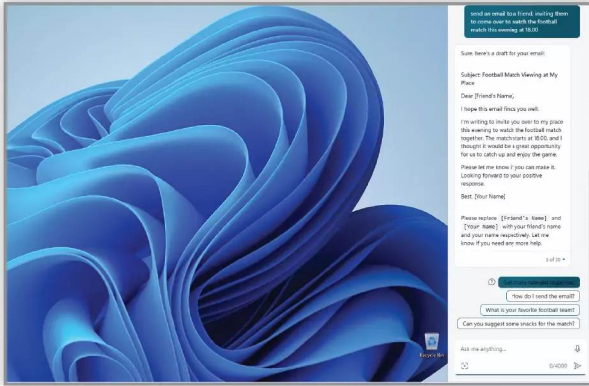 send an email to a friend, inviting them
to come over to watch the football
match this evening at 18.00
Sure, here's a draft for your email:
Subject: Football Match Viewing at My
Place
Dear [Friend's Name],
I hope this email finds you well.
I'm writing to invite you over to my place
this evening to watch the football match
together. The match starts at 18.00, and I
thought it would be a great opportunity
for us to catch up and enjoy the game.
Please let me know if you can make it.
Looking forward to your positive
response.
Best, [Your Name]
Please replace [Friend's Name] and
[Your Name] with your friend's name
and your name respectively. Let me
know if you need any more help.
How do I send the email?
What is your favorite football team?
Can you suggest some snacks for the match?
Ask me anything...
0/4000
Recycle Bin